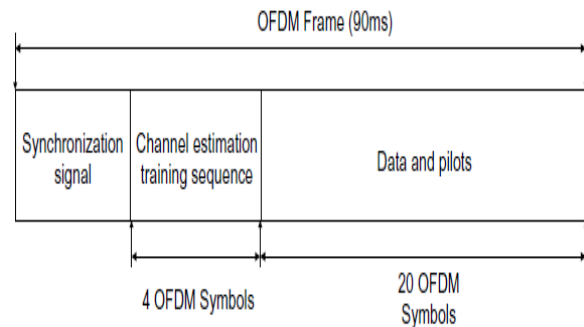 OFDM Frame (90ms)
Synchronization
signal
Channel estimation
training sequence
Data and pilots
4 OFDM Symbols
20 OFDM
Symbols